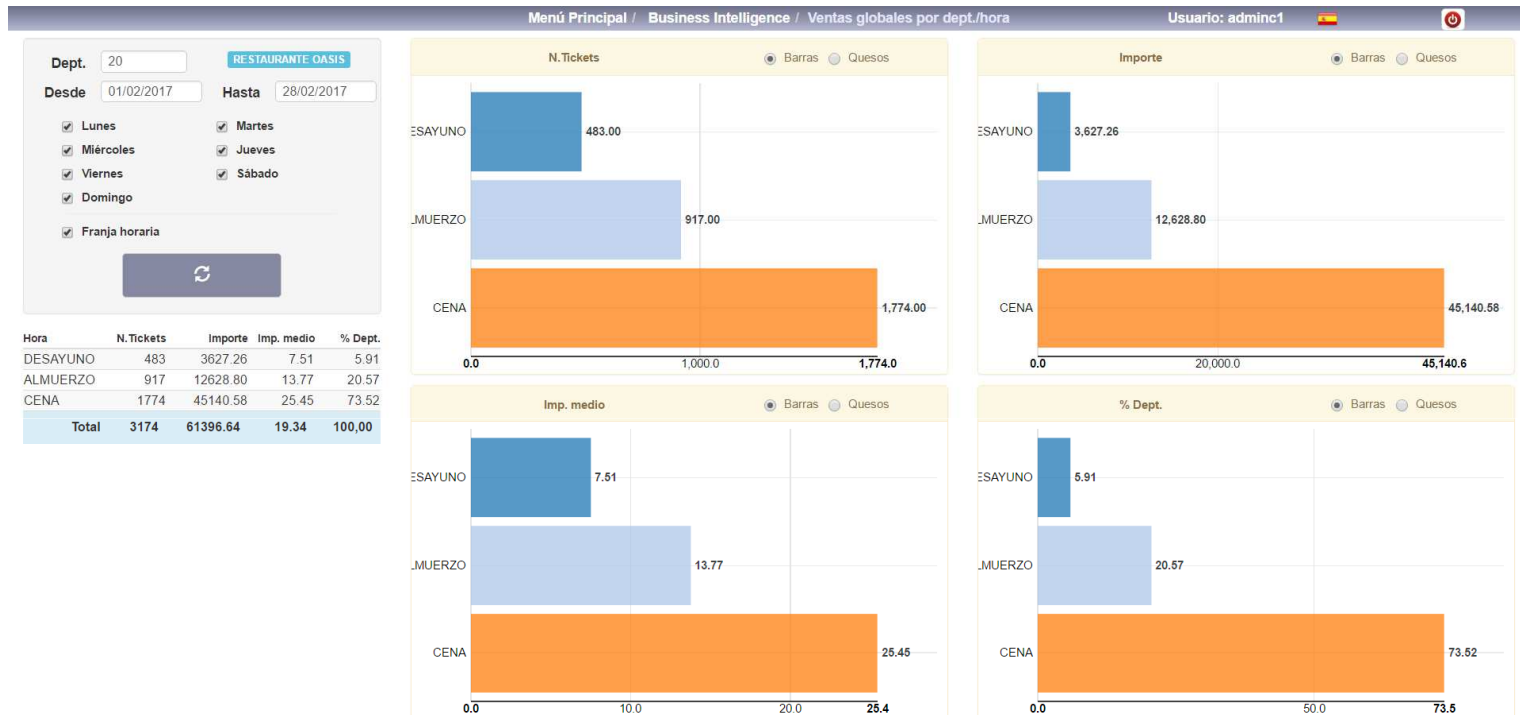 Menú Principal / Business Intelligence / Ventas globales por dept./hora Usuario: adminc1
Dept. 20 RESTAURANTE OASIS
Desde 01/02/2017 Hasta 28/02/2017
Lunes Martes
Miércoles Jueves
Viernes Sábado
Domingo
Franja horaria
Hora N.Tickets Importe Imp. medio % Dept.
DESAYUNO 483 3627.26 7.51 5.91
ALMUERZO 917 12628.80 13.77 20.57
CENA 1774 45140.58 25.45 73.52
Total 3174 61396.64 19.34 100,00
N.Tickets Barras Quesos
ESAYUNO 483.00
LMUERZO 917.00
CENA 1,774.00
0.0 1,000.0 1,774.0
Importe Barras Quesos
ESAYUNO 3,627.26
LMUERZO 12,628.80
CENA 45,140.58
0.0 20,000.0 45,140.6
Imp. medio Barras Quesos
ESAYUNO 7.51
LMUERZO 13.77
CENA 25.45
0.0 10.0 20.0 25.4
% Dept. Barras Quesos
ESAYUNO 5.91
LMUERZO 20.57
CENA 73.52
0.0 50.0 73.5